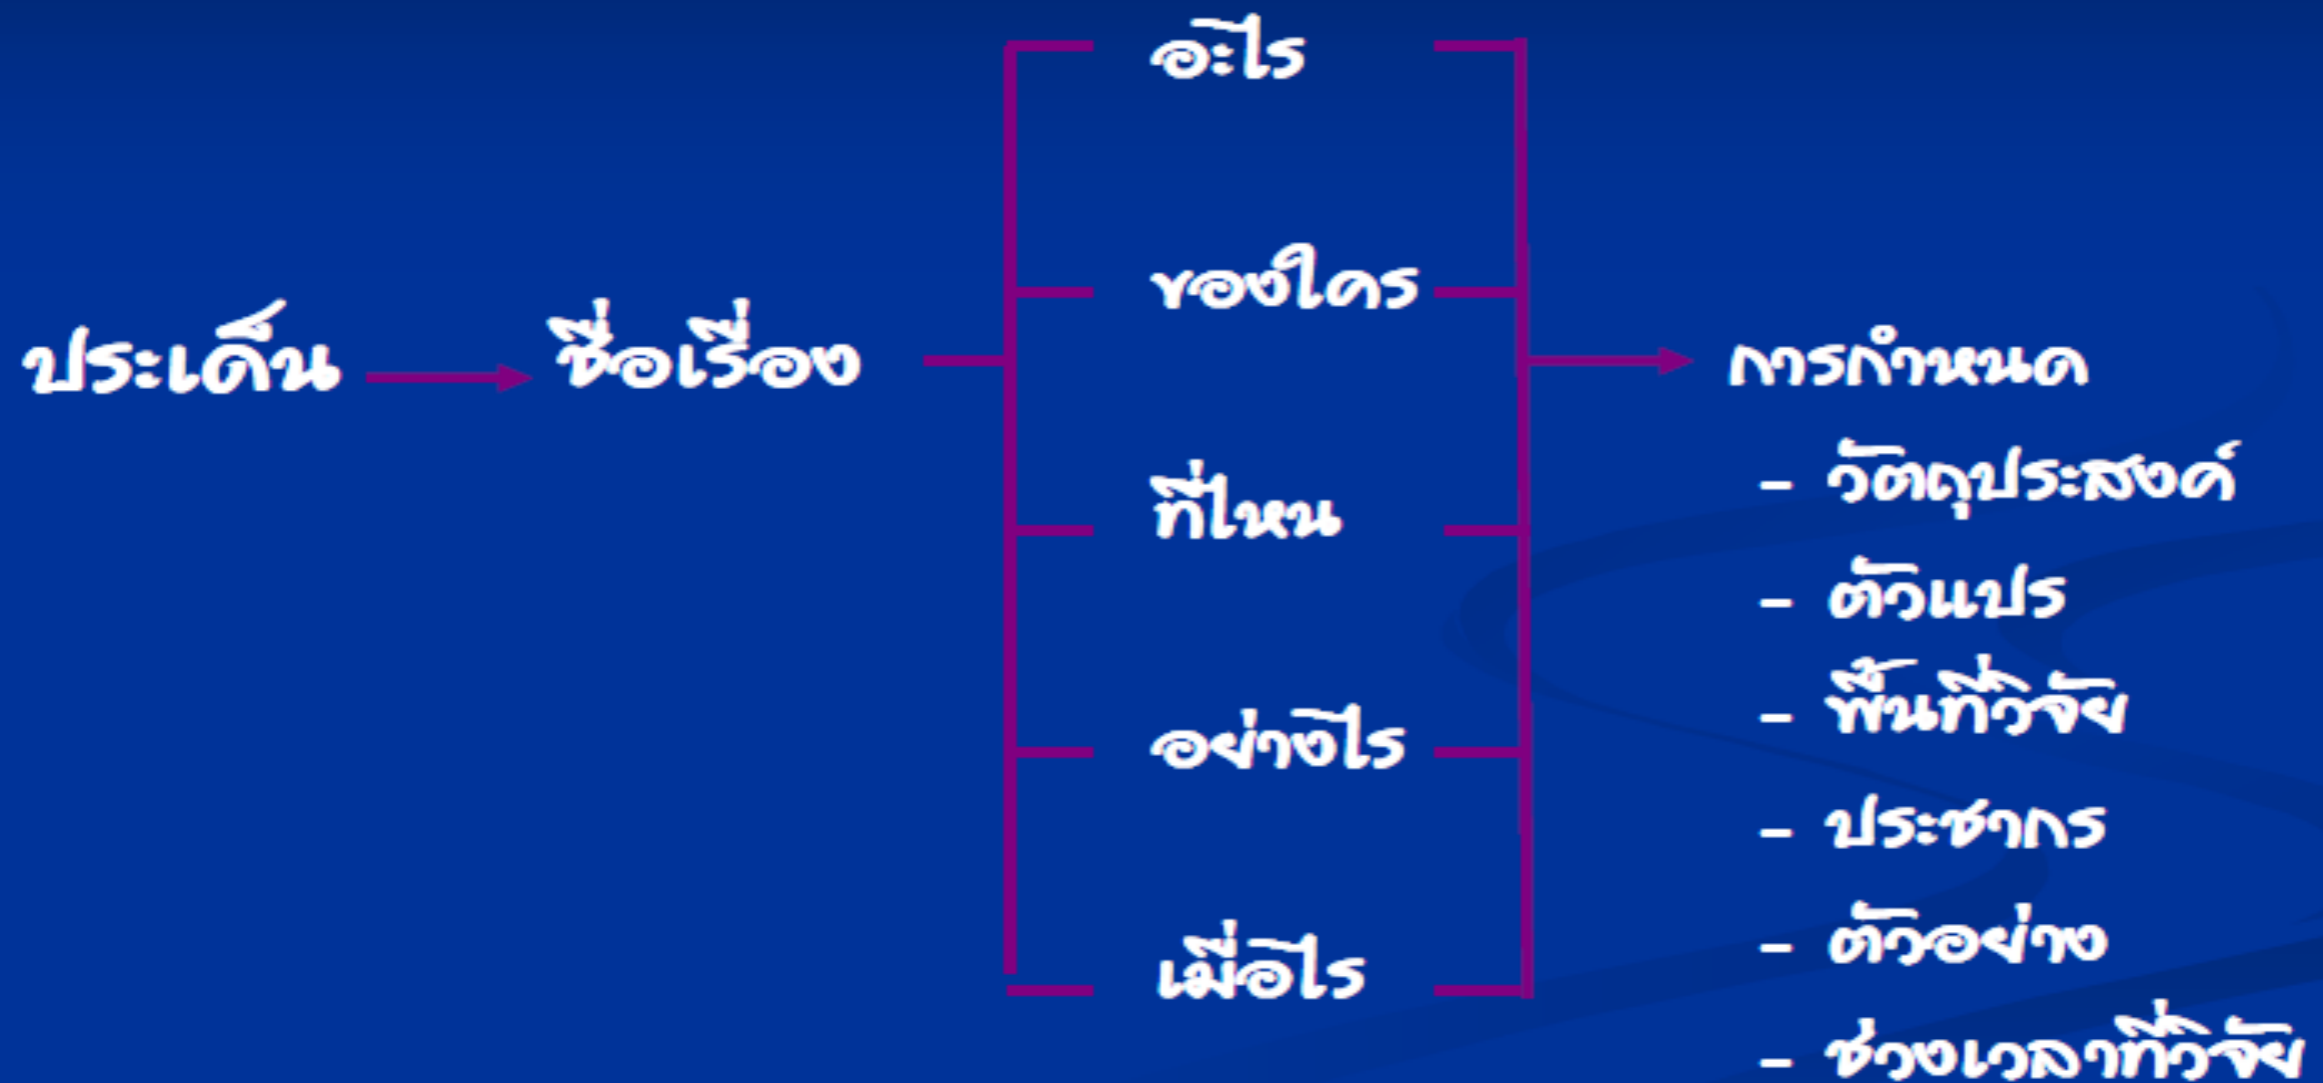 ประเด็น
ชื่อเรื่อง
อะไร
ของใคร
ที่ไหน
อย่างไร
เมื่อไร
การกำหนด
- วัตถุประสงค์
- ตัวแปร
- พื้นที่วิจัย
- ประชากร
- ตัวอย่าง
- ช่วงเวลาที่วิจัย